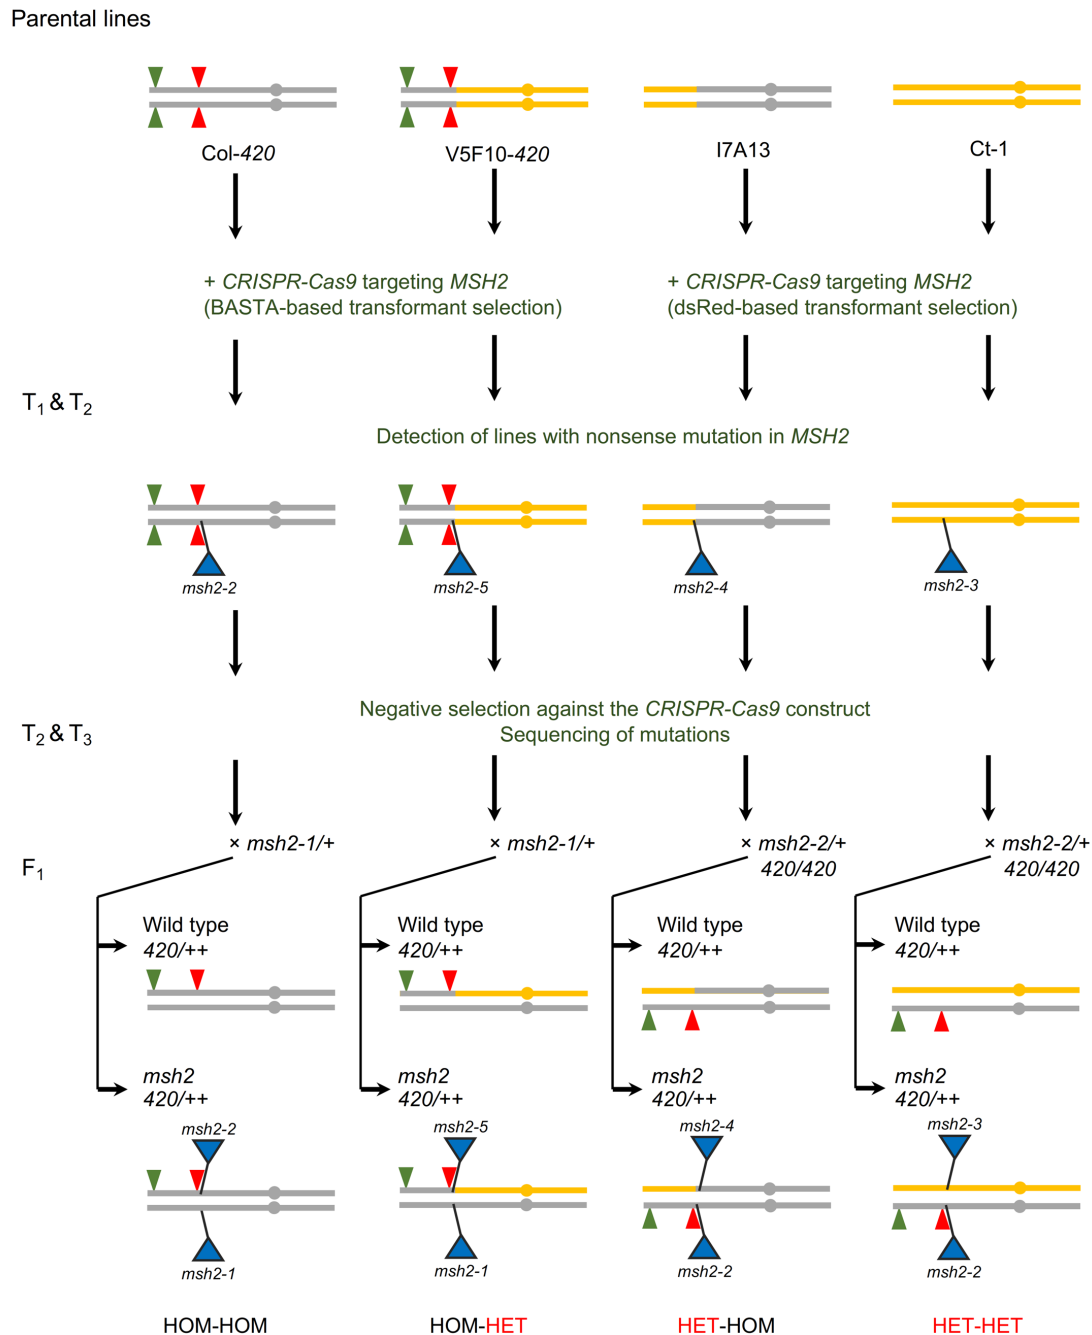 Parental lines
Col-420
V5F10-420
I7A13
Ct-1
+ CRISPR-Cas9 targeting MSH2
(BASTA-based transformant selection)
+ CRISPR-Cas9 targeting MSH2
(dsRed-based transformant selection)
T1 & T2
Detection of lines with nonsense mutation in MSH2
msh2-2
msh2-5
msh2-4
msh2-3
T2 & T3
Negative selection against the CRISPR-Cas9 construct
Sequencing of mutations
F1
× msh2-1/+
× msh2-1/+
× msh2-2/+
420/420
× msh2-2/+
420/420
Wild type
420/++
Wild type
420/++
Wild type
420/++
Wild type
420/++
msh2
420/++
msh2
420/++
msh2
420/++
msh2
420/++
msh2-2
msh2-5
msh2-4
msh2-3
msh2-1
msh2-1
msh2-2
msh2-2
HOM-HOM
HOM-HET
HET-HOM
HET-HET